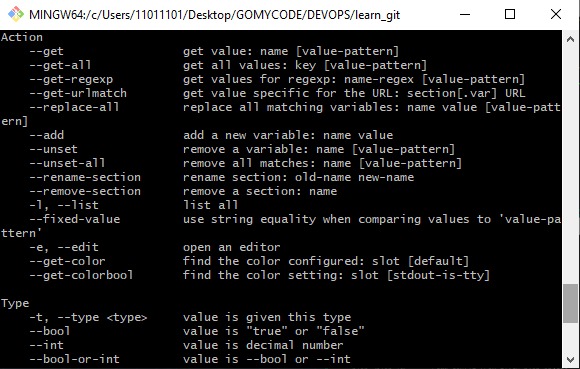 MINGW64:/c/Users/11011101/Desktop/GOMYCODE/DEVOPS/learn_git
Action
--get get value: name [value-pattern]
--get-all get all values: key [value-pattern]
--get-regexp get values for regexp: name-regex [value-pattern]
--get-urlmatch get value specific for the URL: section[.var] URL
--replace-all replace all matching variables: name value [value-patt
ern]
--add add a new variable: name value
--unset remove a variable: name [value-pattern]
--unset-all remove all matches: name [value-pattern]
--rename-section rename section: old-name new-name
--remove-section remove a section: name
-l, --list list all
--fixed-value use string equality when comparing values to 'value-pa
ttern'
-e, --edit open an editor
--get-color find the color configured: slot [default]
--get-colorbool find the color setting: slot [stdout-is-tty]
Type
-t, --type <type> value is given this type
--bool value is "true" or "false"
--int value is decimal number
--bool-or-int value is --bool or --int